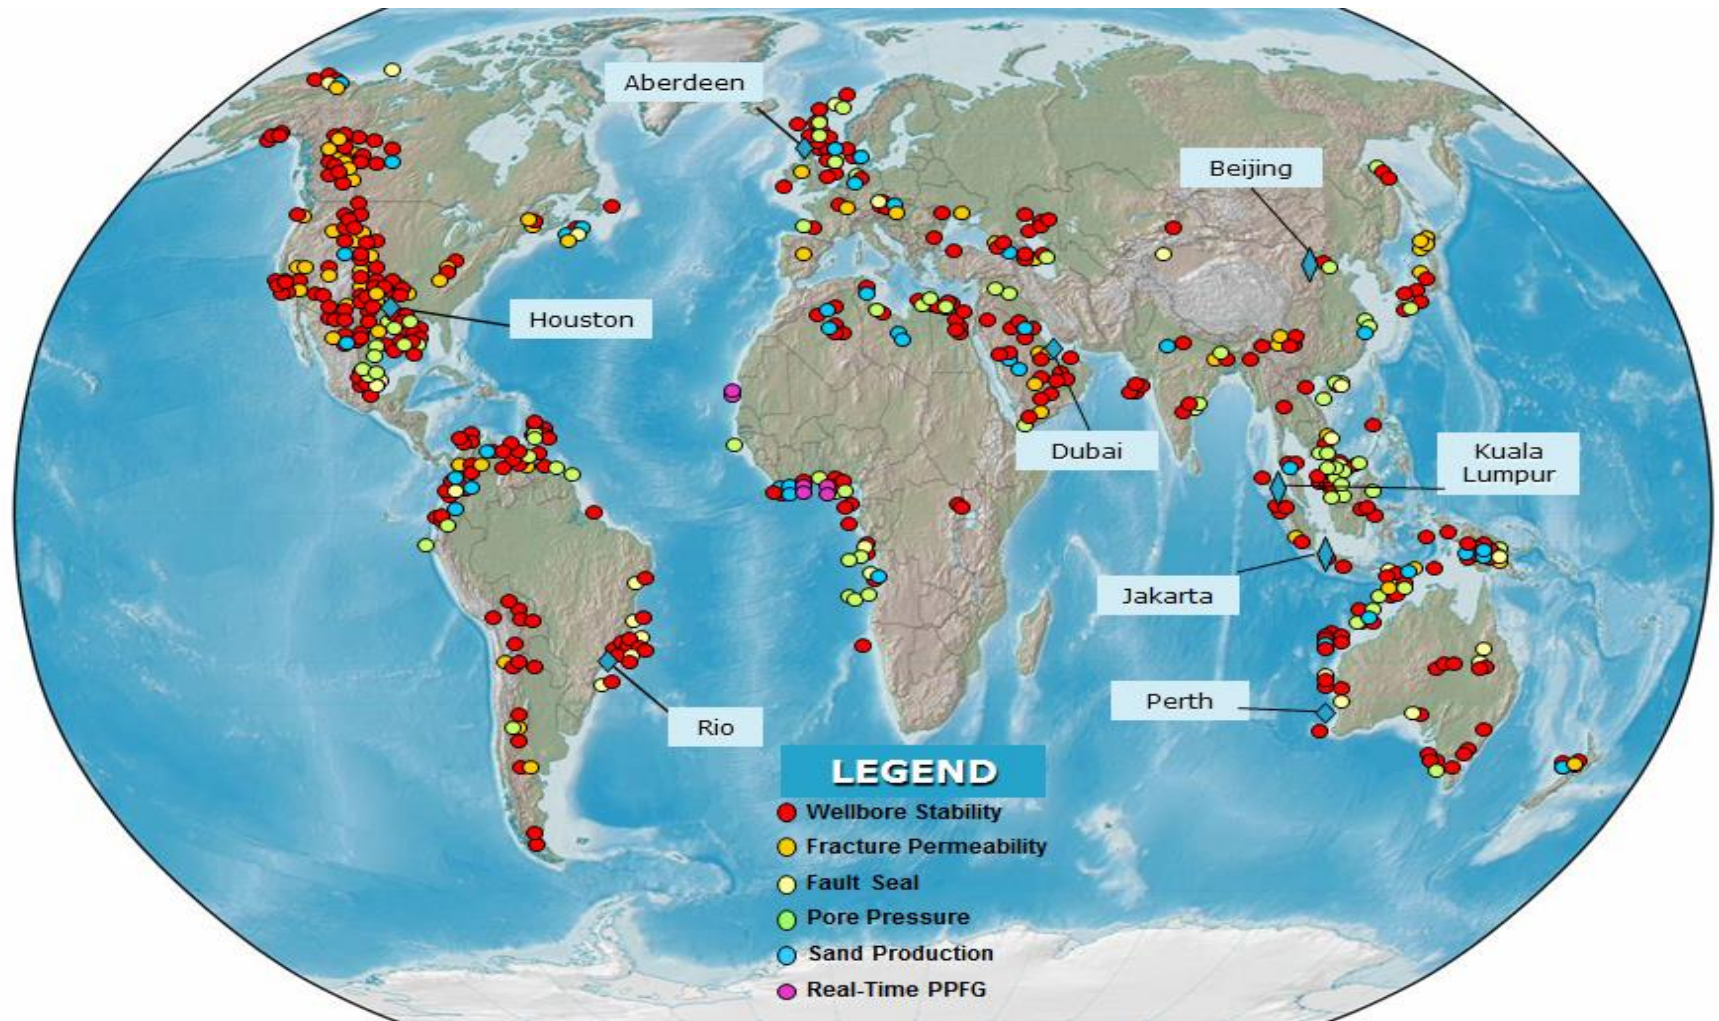 Aberdeen
Beijing
Houston
Dubai
Kuala
Lumpur
Jakarta
Perth
Rio
LEGEND
Wellbore Stability
Fracture Permeability
Fault Seal
Pore Pressure
Sand Production
Real-Time PPFG